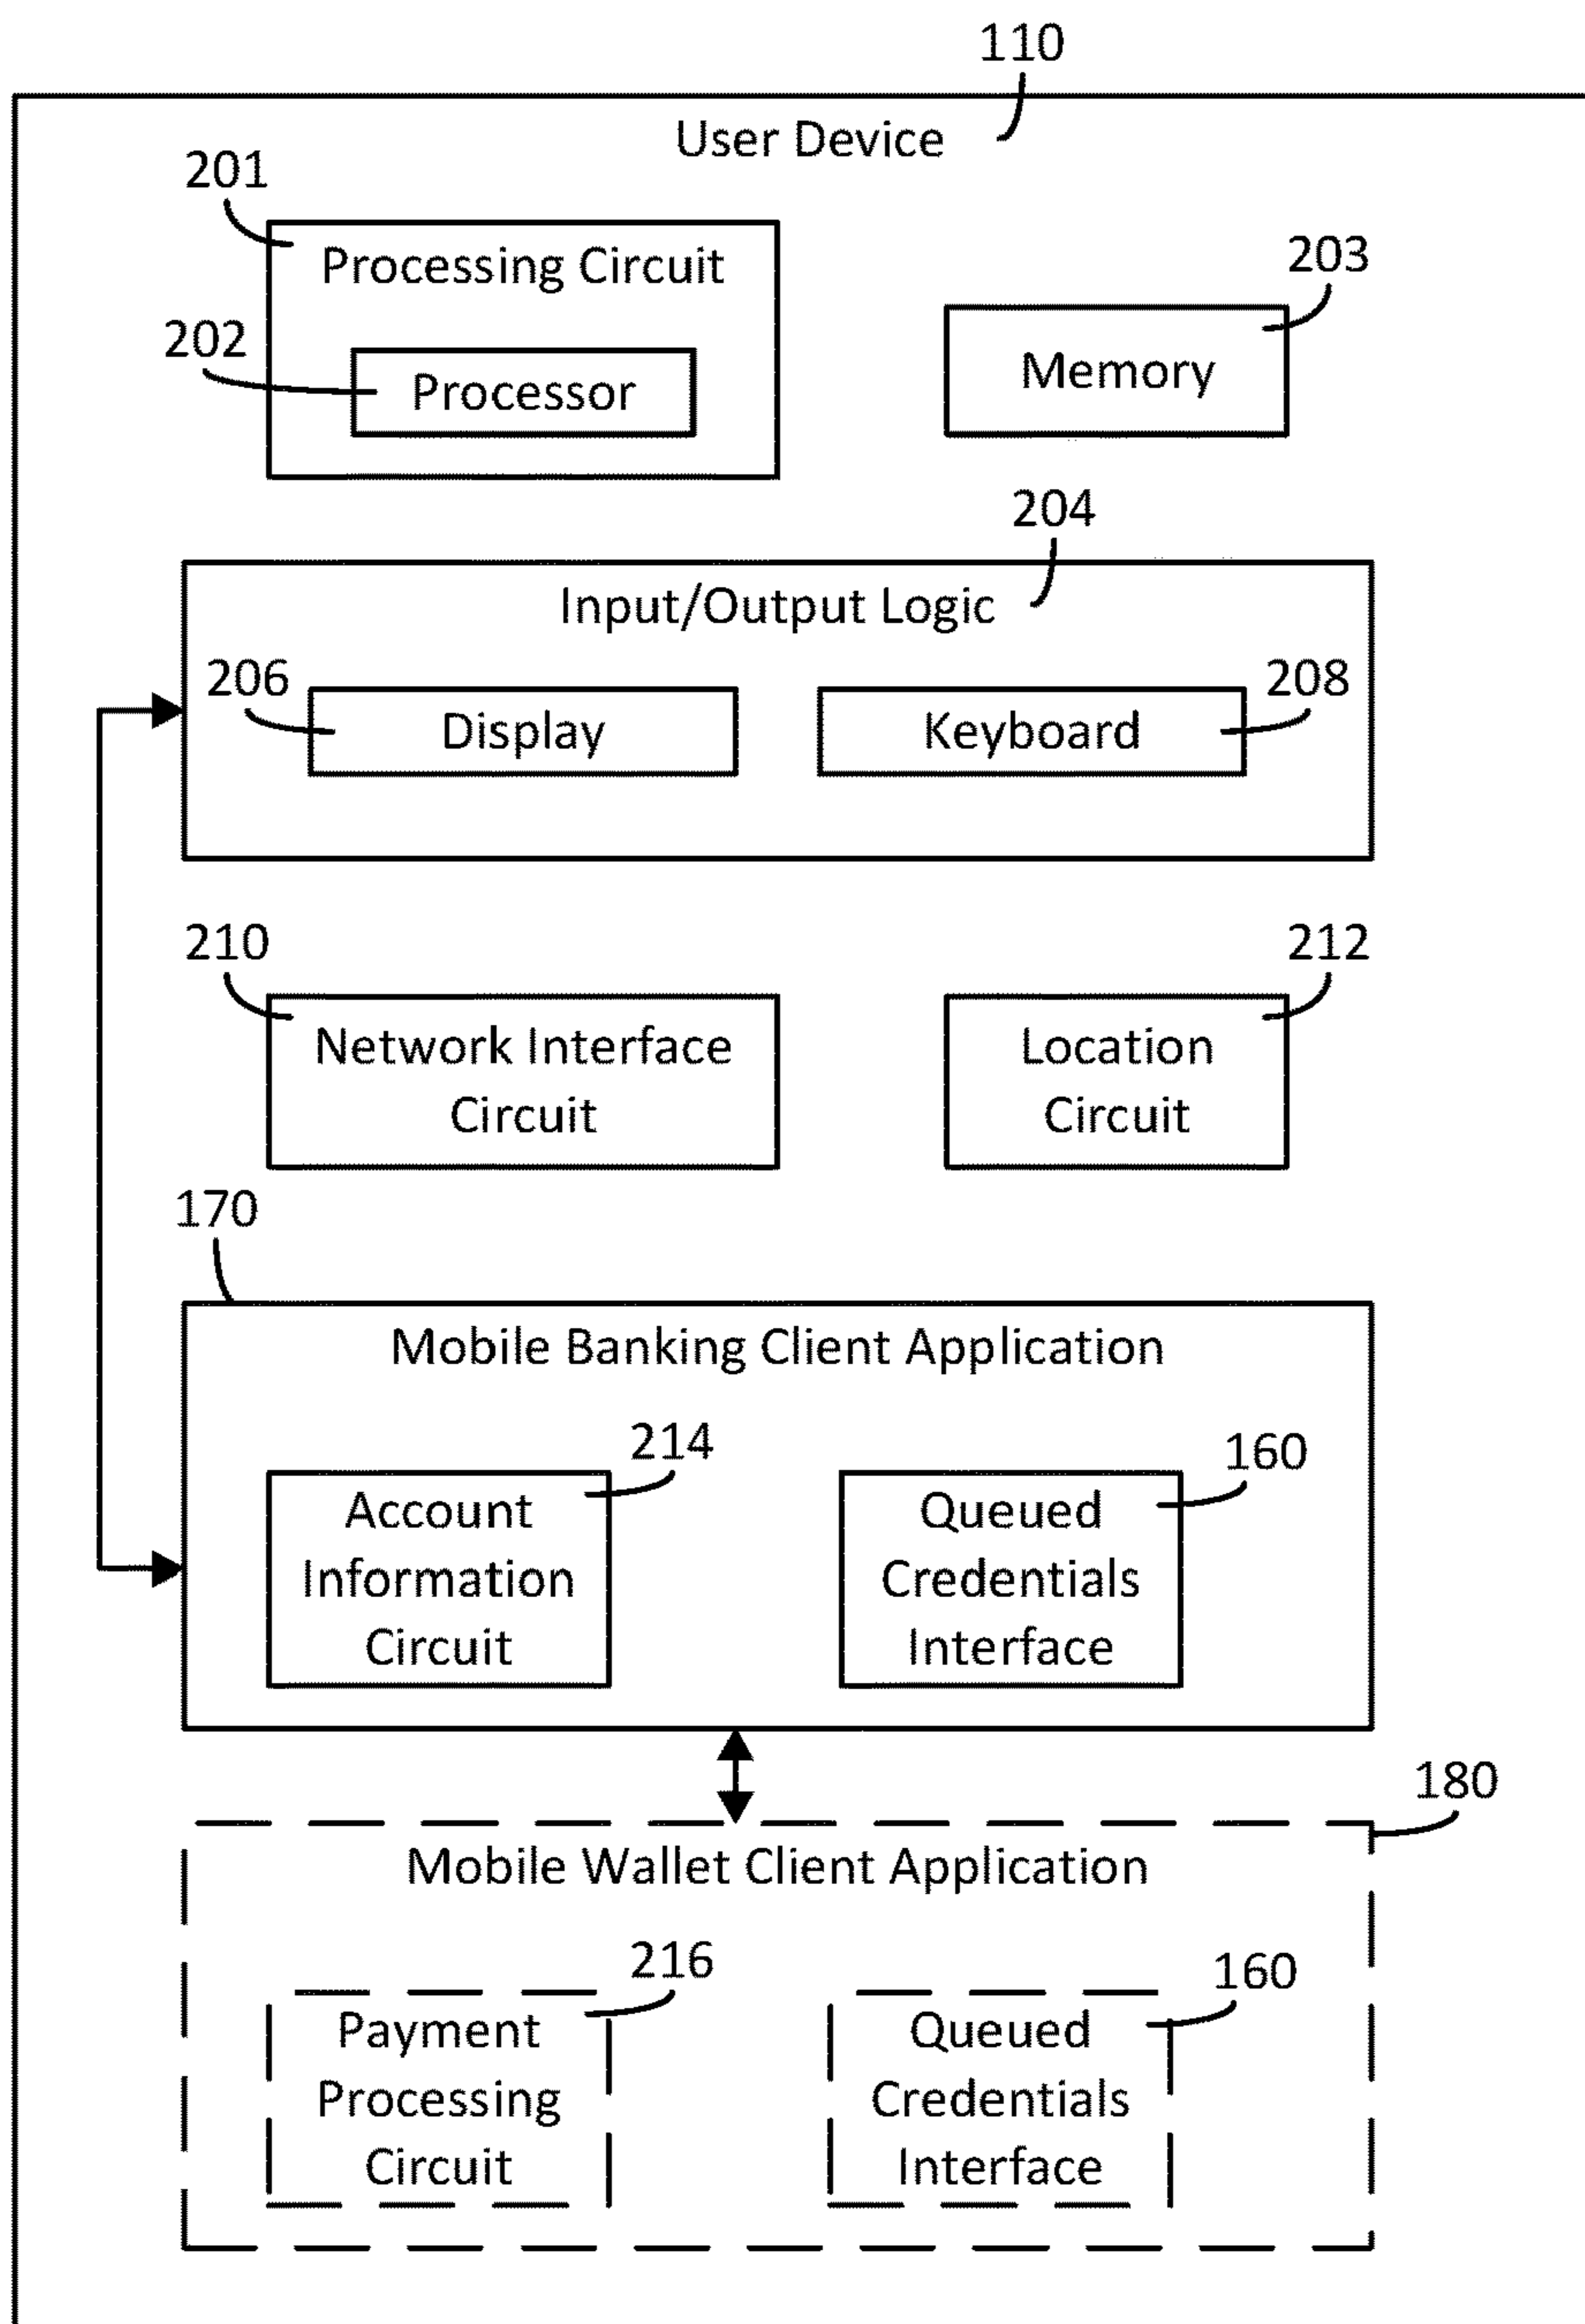 110
User Device
201
Processing Circuit
203
202
Processor
Memory
204
Input/Output Logic
206
208
Display
Keyboard
210
212
Network Interface
Circuit
Location
Circuit
170
Mobile Banking Client Application
214
160
Account
Information
Circuit
Queued
Credentials
Interface
180
Mobile Wallet Client Application
216
160
Payment
Processing
Circuit
Queued
Credentials
Interface